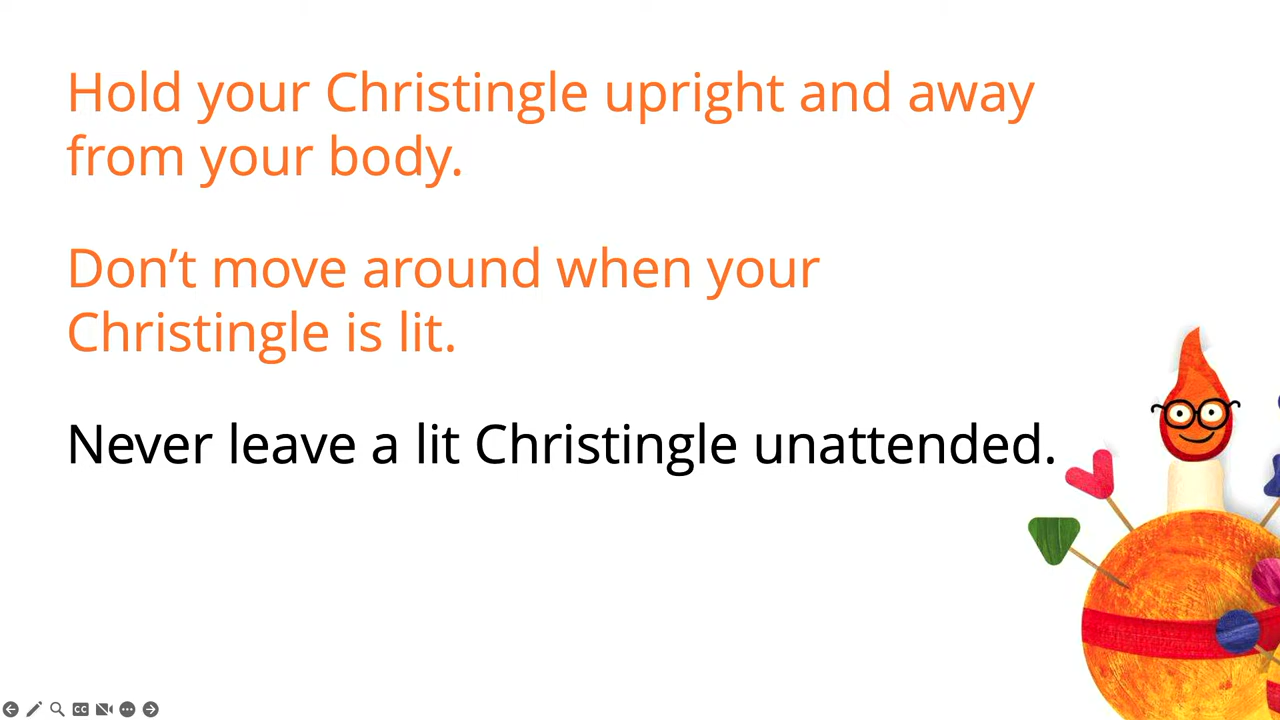 Hold your Christingle upright and away
from your body.
Don’t move around when your
Christingle is lit.
Never leave a lit Christingle unattended.
CC